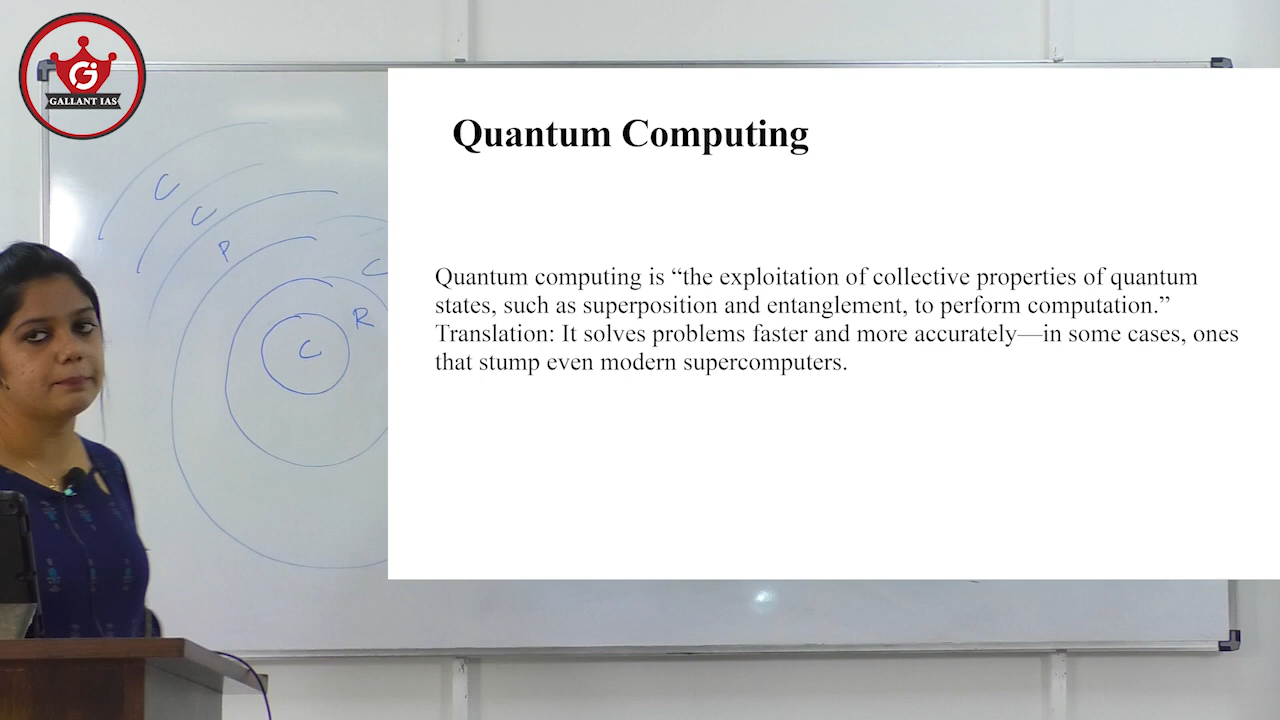 GALLANT IAS
Quantum Computing
C
C
P
C
R
C
Quantum computing is “the exploitation of collective properties of quantum
states, such as superposition and entanglement, to perform computation.”
Translation: It solves problems faster and more accurately—in some cases, ones
that stump even modern supercomputers.